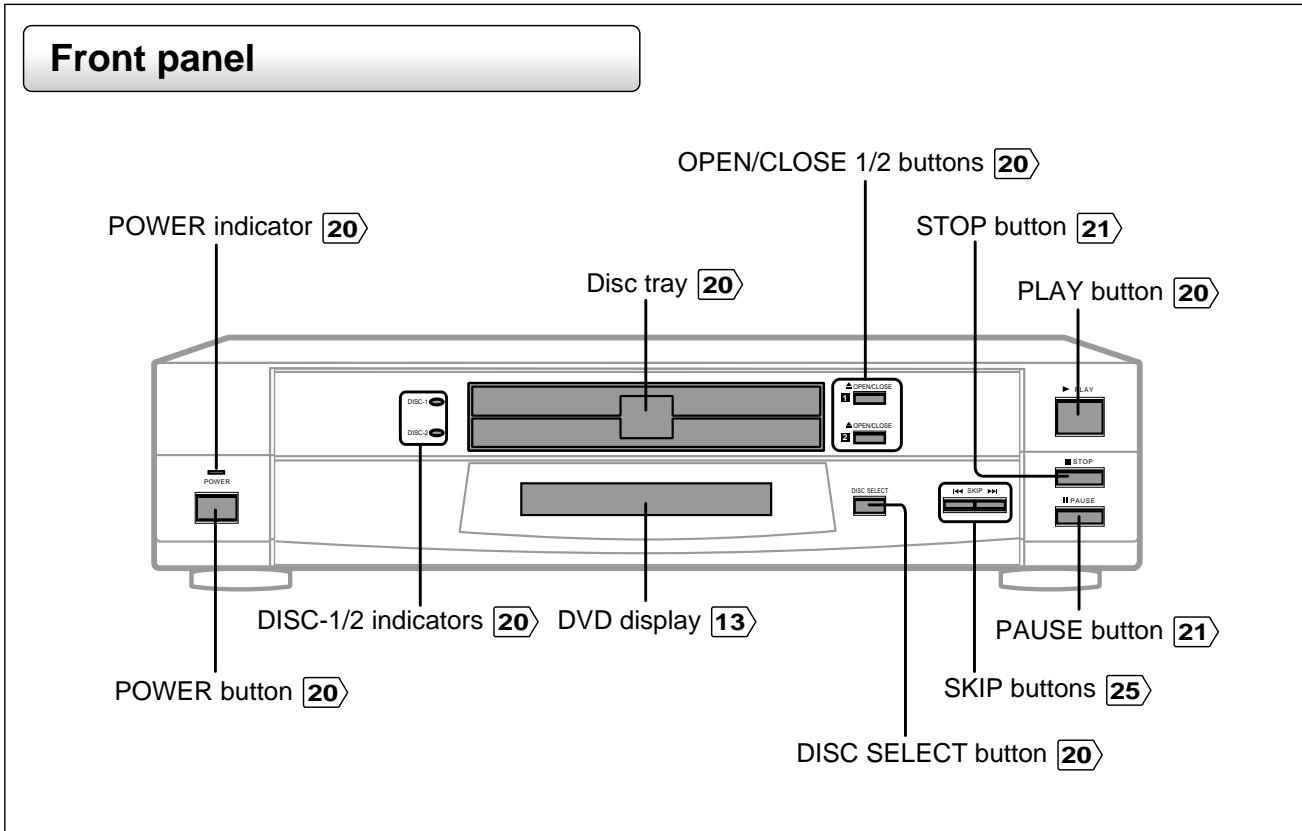 Front panel
OPEN/CLOSE 1/2 buttons 20
POWER indicator 20
STOP button 21
Disc tray 20
PLAY button 20
▲ OPEN/CLOSE
1
► PLAY
DISC-1
DISC-2
▲ OPEN/CLOSE
2
■ STOP
POWER
DISC SELECT
|◄◄ SKIP ►►|
II PAUSE
DISC-1/2 indicators 20
DVD display 13
PAUSE button 21
POWER button 20
SKIP buttons 25
DISC SELECT button 20